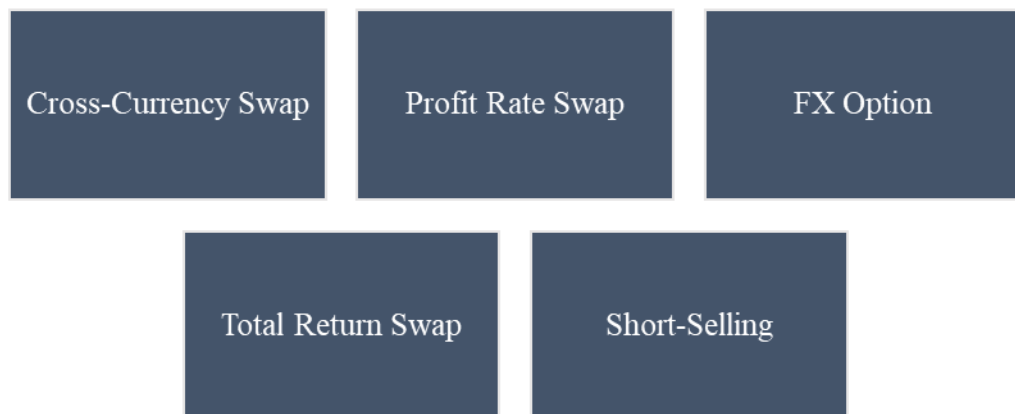 Cross-Currency Swap
Profit Rate Swap
FX Option
Total Return Swap
Short-Selling